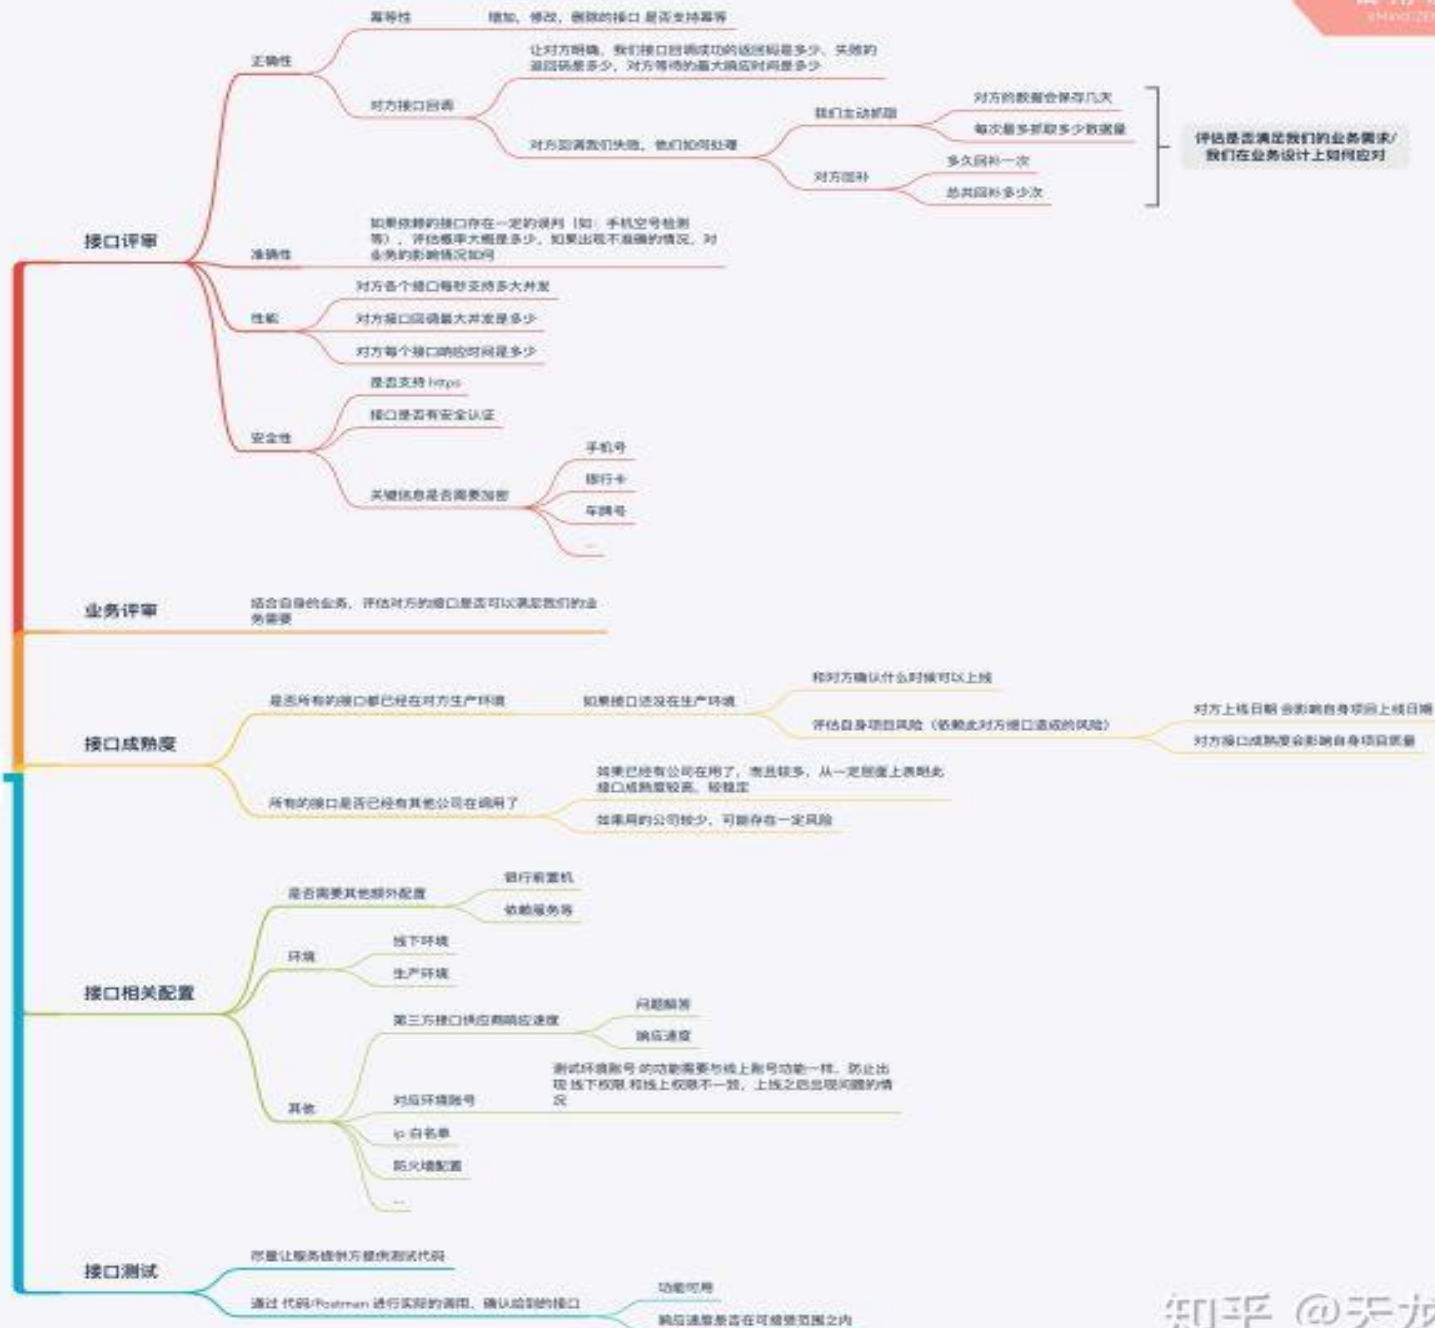 XMind:ZEN
幂等性
增加，修改，删除的接口 是否支持幂等
正确性
让对方明确，我们接口回调成功的返回码是多少、失败的
返回码是多少，对方等待的最大响应时间是多少
对方接口回调
对方回调我们失败，他们如何处理
我们主动抓取
对方的数据会保存几天
每次最多抓取多少数据量
对方回补
多久回补一次
总共回补多少次
评估是否满足我们的业务需求/
我们在业务设计上如何应对
接口评审
准确性
如果依赖的接口存在一定的误判（如：手机空号检测
等），评估概率大概是多少，如果出现不准确的情况，对
业务的影响情况如何
性能
对方各个接口每秒支持多大并发
对方接口回调最大并发是多少
对方每个接口响应时间是多少
安全性
是否支持 https
接口是否有安全认证
关键信息是否需要加密
手机号
银行卡
车牌号
...
业务评审
结合自身的业务，评估对方的接口是否可以满足我们的业
务需要
接口成熟度
是否所有的接口都已经在对方生产环境
如果接口还没在生产环境
和对方确认什么时候可以上线
评估自身项目风险（依赖此对方接口造成的风险）
对方上线日期 会影响自身项目上线日期
对方接口成熟度会影响自身项目质量
所有的接口是否已经有其他公司在调用了
如果已经有公司在用了，而且较多，从一定层面上表明此
接口成熟度较高，较稳定
如果用的公司较少，可能存在一定风险
接口相关配置
是否需要其他额外配置
银行前置机
依赖服务等
环境
线下环境
生产环境
其他
第三方接口供应商响应速度
问题解答
响应速度
对应环境账号
测试环境账号 的功能需要与线上账号功能一样，防止出
现 线下权限 和线上权限不一致，上线之后出现问题的情
况
ip 白名单
防火墙配置
...
接口测试
尽量让服务提供方提供测试代码
通过 代码/Postman 进行实际的调用，确认给到的接口
功能可用
响应速度是否在可接受范围之内
知乎 @天龙